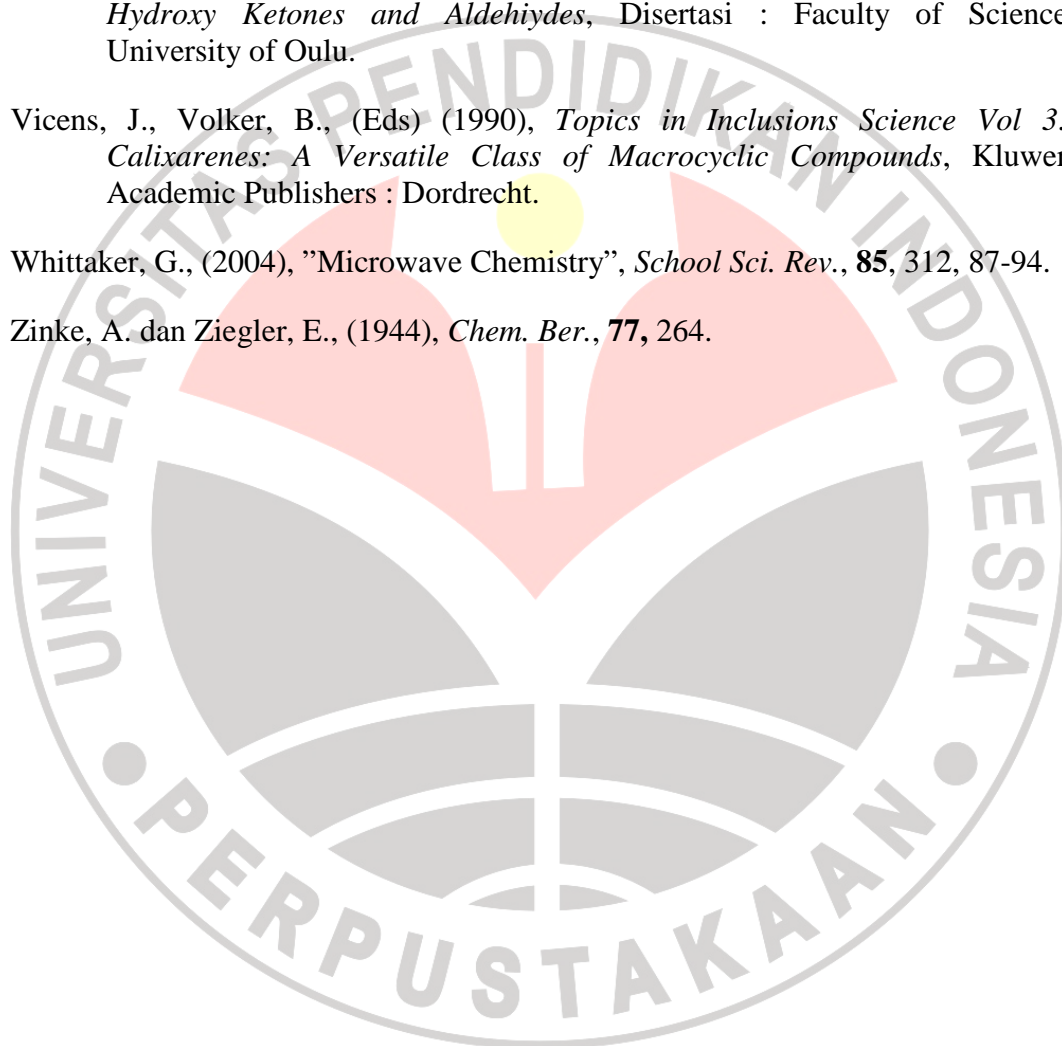 Hydroxy Ketones and Aldehiydes, Disertasi : Faculty of Science
University of Oulu.
Vicens, J., Volker, B., (Eds) (1990), Topics in Inclusions Science Vol 3.
Calixarenes: A Versatile Class of Macrocyclic Compounds, Kluwer
Academic Publishers : Dordrecht.
Whittaker, G., (2004), ”Microwave Chemistry”, School Sci. Rev., 85, 312, 87-94.
Zinke, A. dan Ziegler, E., (1944), Chem. Ber., 77, 264.
UNIVERSITAS PENDIDIKAN INDONESIA
PERPUSTAKAAN